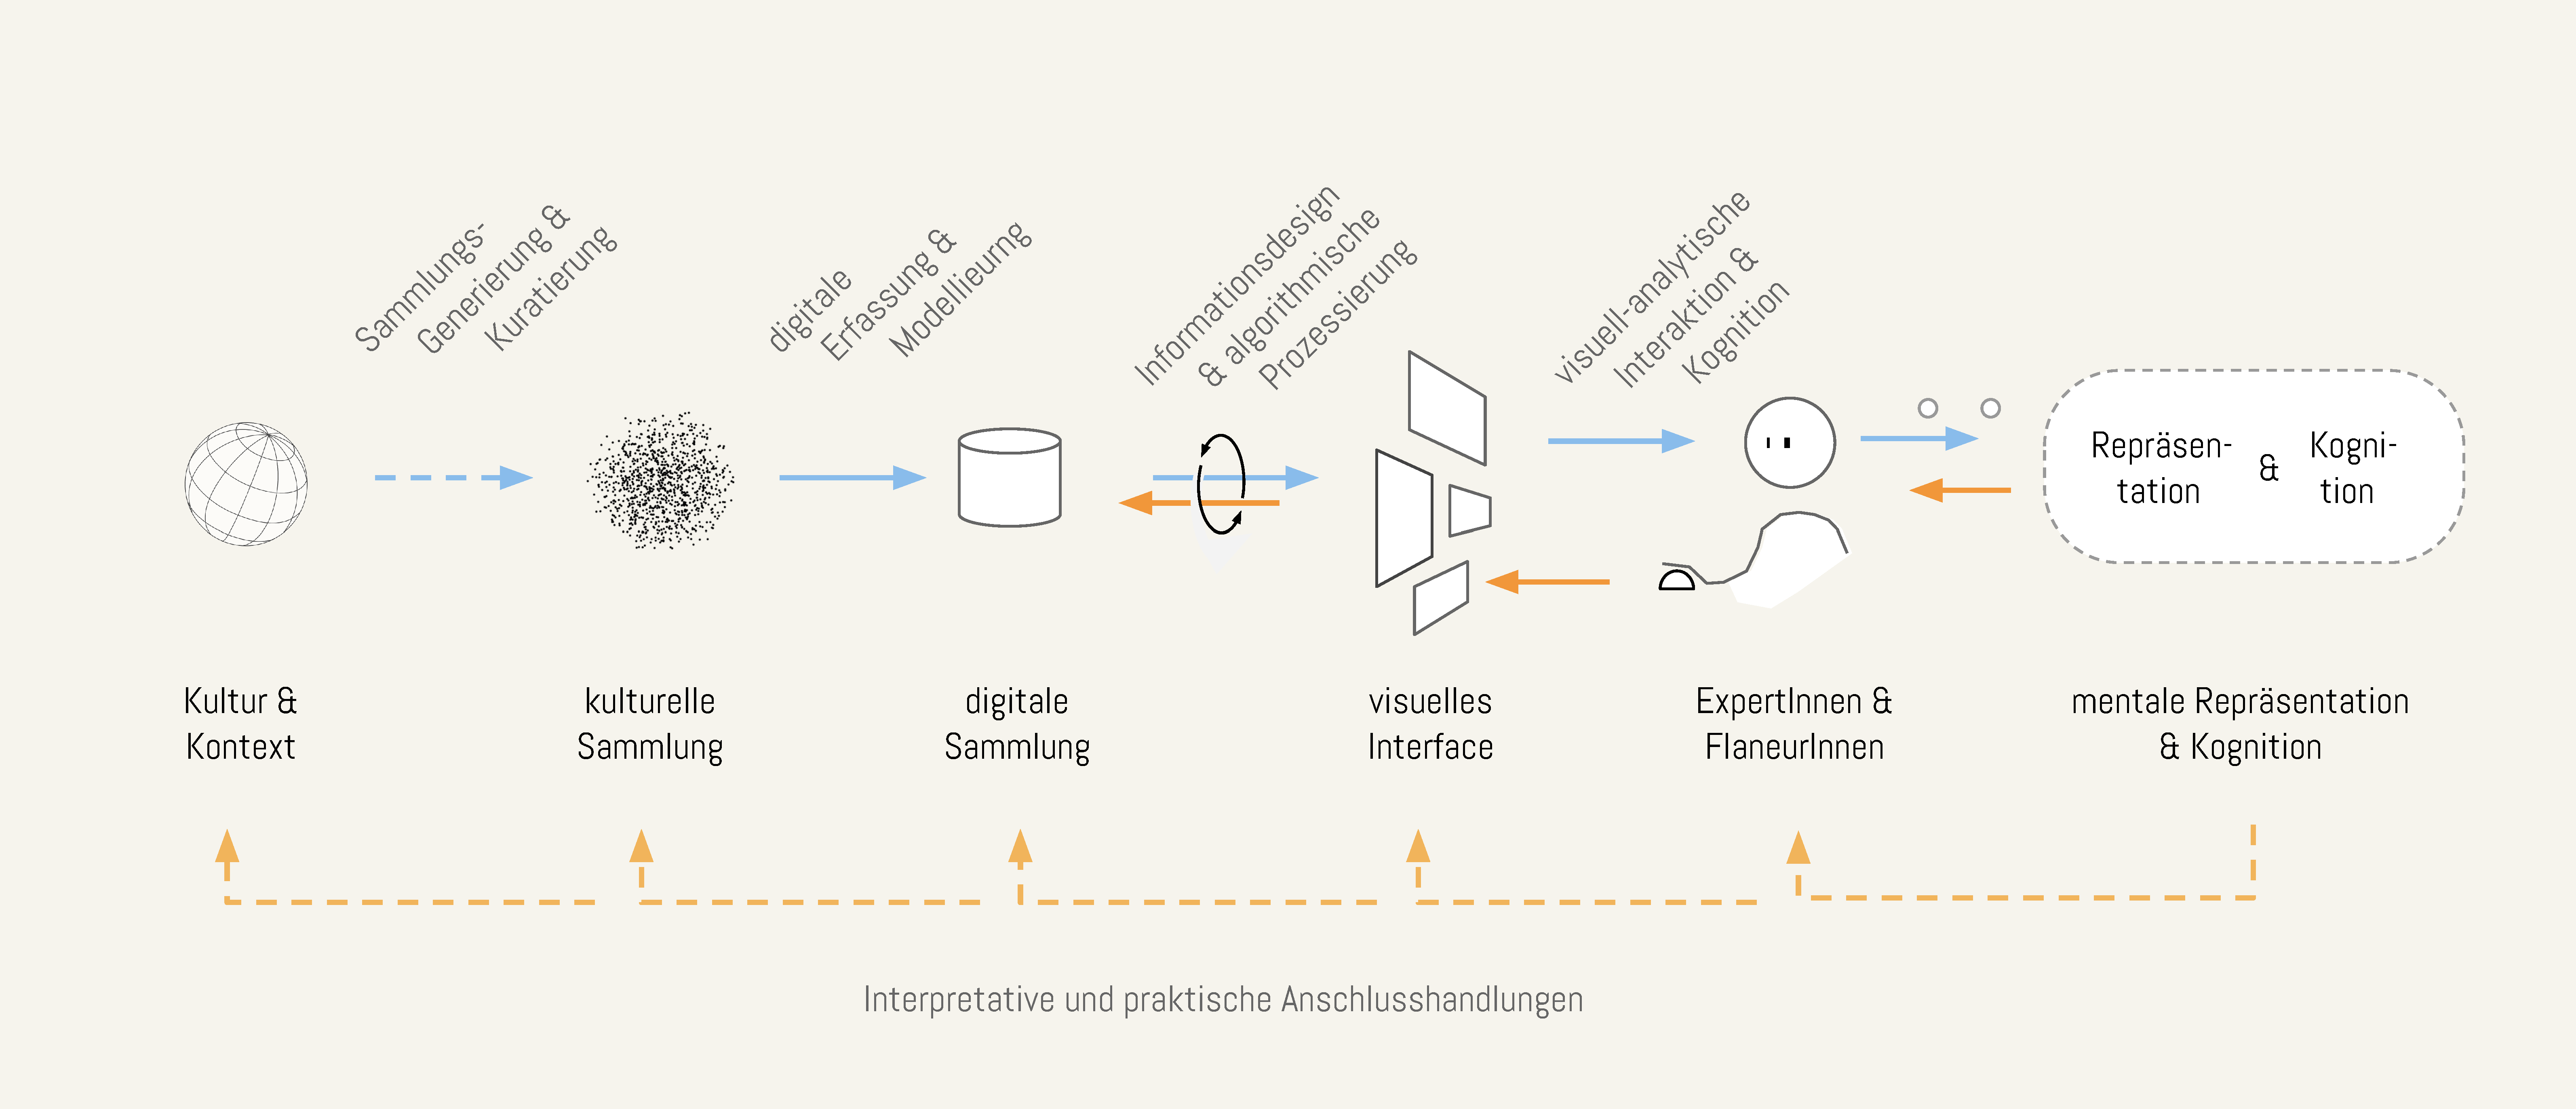 Sammlungs-
Generierung &
Kuratierung
digitale
Erfassung &
Modellieurng
Informationsdesign
& algorithmische
Prozessierung
visuell-analytische
Interaktion &
Kognition
Repräsen-
tation
&
Kogni-
tion
Kultur &
Kontext
kulturelle
Sammlung
digitale
Sammlung
visuelles
Interface
ExpertInnen &
FlaneurInnen
mentale Repräsentation
& Kognition
Interpretative und praktische Anschlusshandlungen